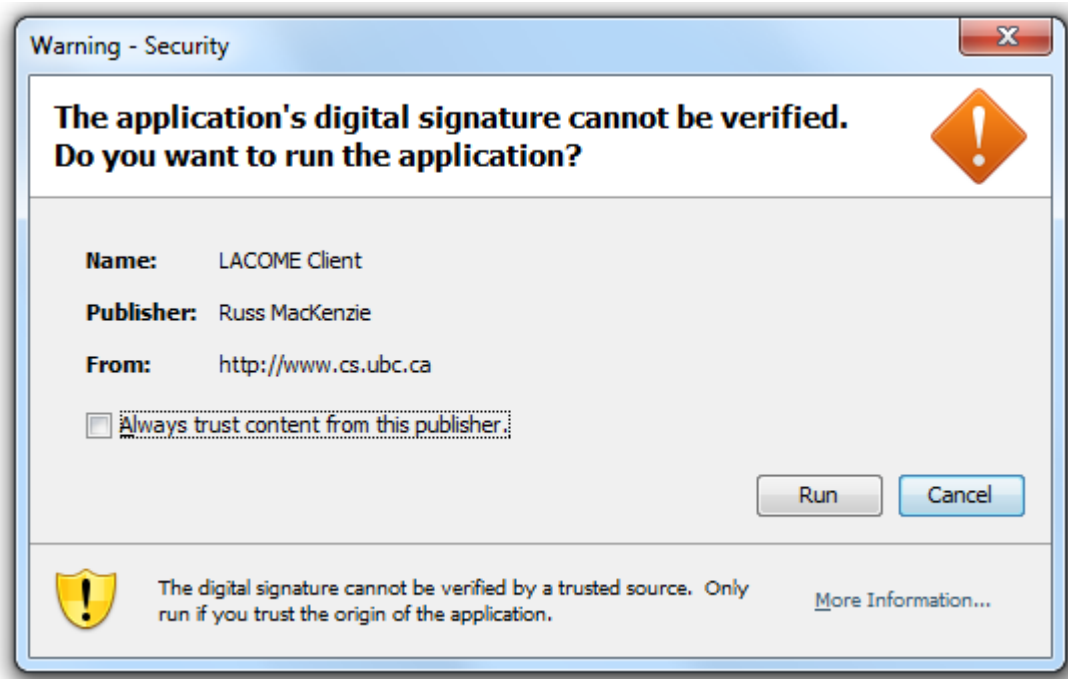 Warning - Security
The application's digital signature cannot be verified.
Do you want to run the application?
Name: LACOME Client
Publisher: Russ MacKenzie
From: http://www.cs.ubc.ca
Always trust content from this publisher.
Run Cancel
The digital signature cannot be verified by a trusted source. Only
run if you trust the origin of the application.
More Information...